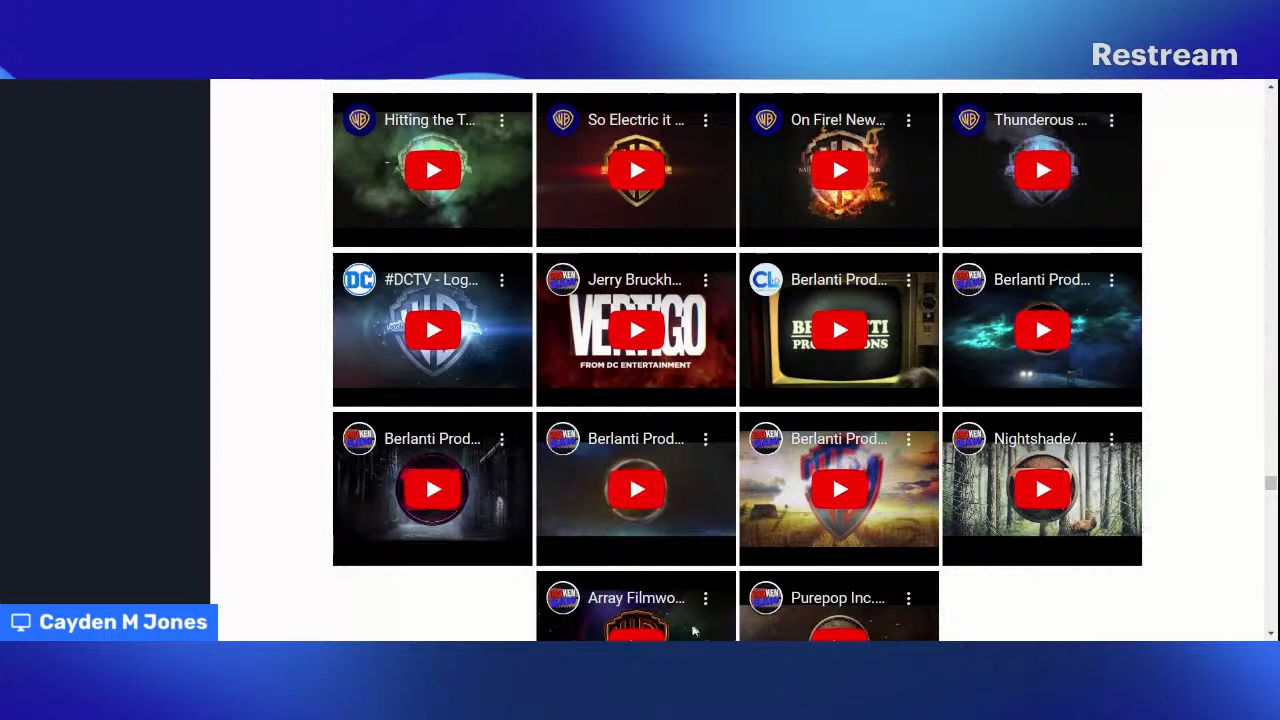 Restream
Hitting the T...
So Electric it ...
On Fire! New...
Thunderous ...
#DCTV - Log...
Jerry Bruckh...
Berlanti Prod...
Berlanti Prod...
VERTIGO
FROM DC ENTERTAINMENT
Berlanti Prod...
Berlanti Prod...
Berlanti Prod...
Nightshade/...
Array Filmwo...
Purepop Inc....
Cayden M Jones